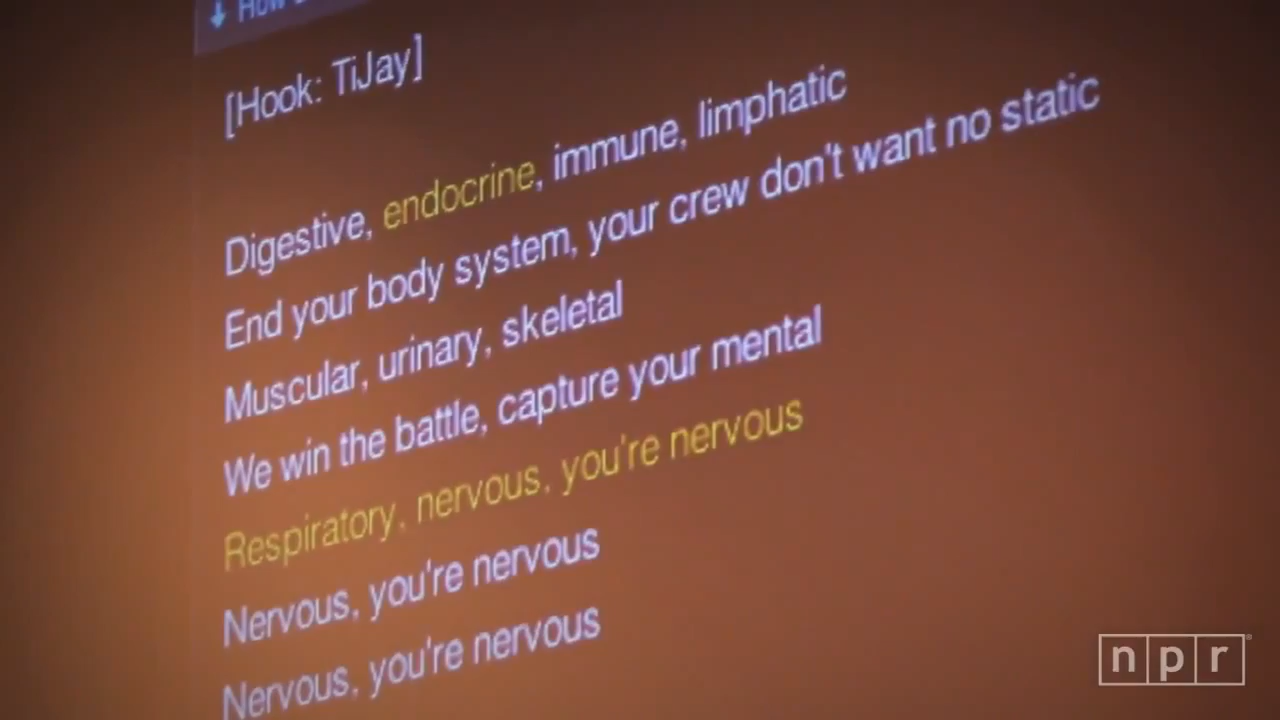 How
[Hook: TiJay]
Digestive, endocrine, immune, limphatic
End your body system, your crew don't want no static
Muscular, urinary, skeletal
We win the battle, capture your mental
Respiratory, nervous, you're nervous
Nervous, you're nervous
Nervous, you're nervous
npr®